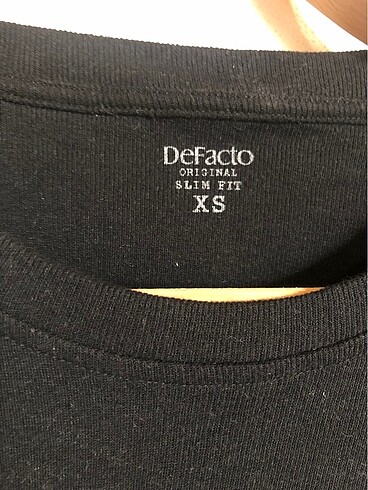 DeFacto
ORIGINAL
SLIM FIT
XS